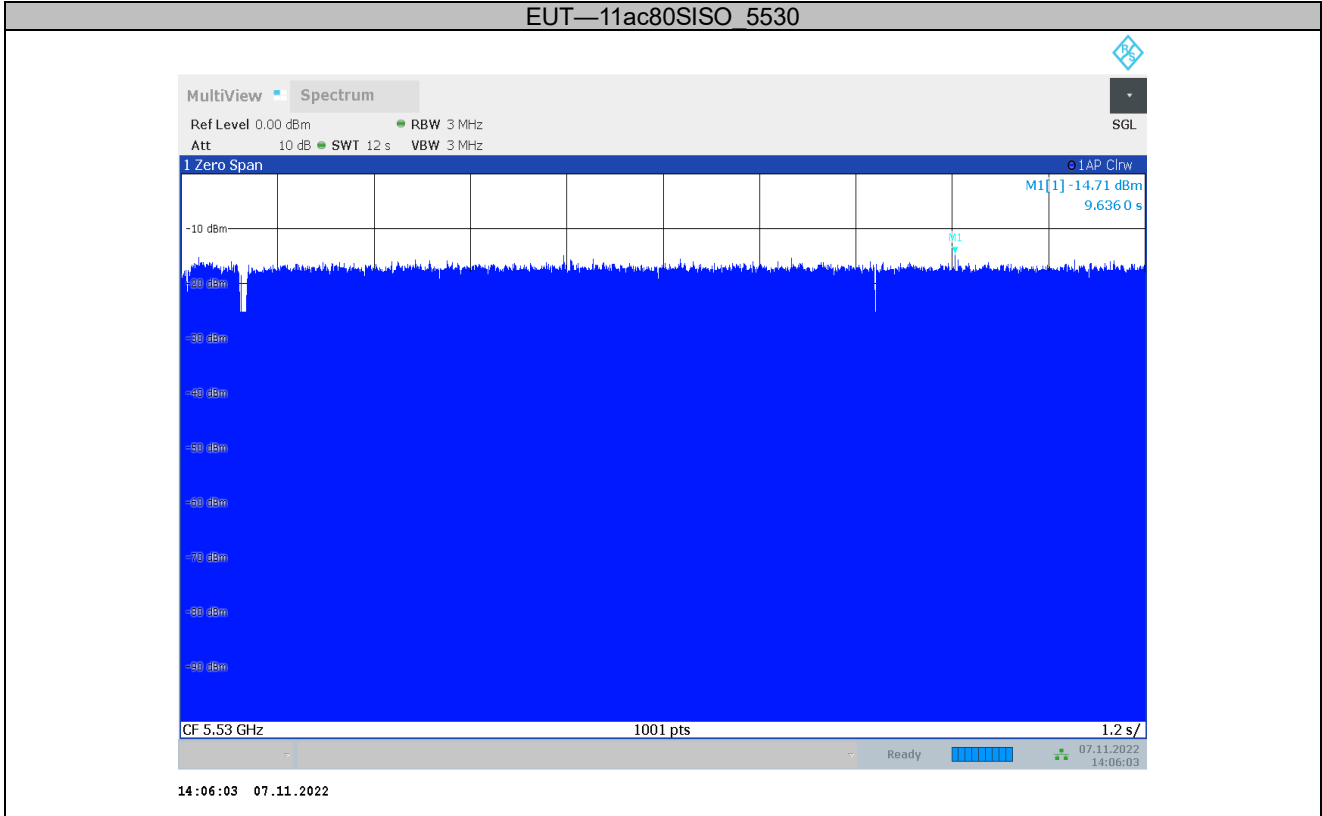 EUT—11ac80SISO_5530
R&S
MultiView Spectrum
Ref Level 0.00 dBm RBW 3 MHz SGL
Att 10 dB SWT 12 s VBW 3 MHz
1 Zero Span 1AP Clrw
M1[1] -14.71 dBm
9.6360 s
-10 dBm
M1
-20 dBm
-30 dBm
-40 dBm
-50 dBm
-60 dBm
-70 dBm
-80 dBm
-90 dBm
CF 5.53 GHz 1001 pts 1.2 s/
Ready 07.11.2022
14:06:03
14:06:03 07.11.2022